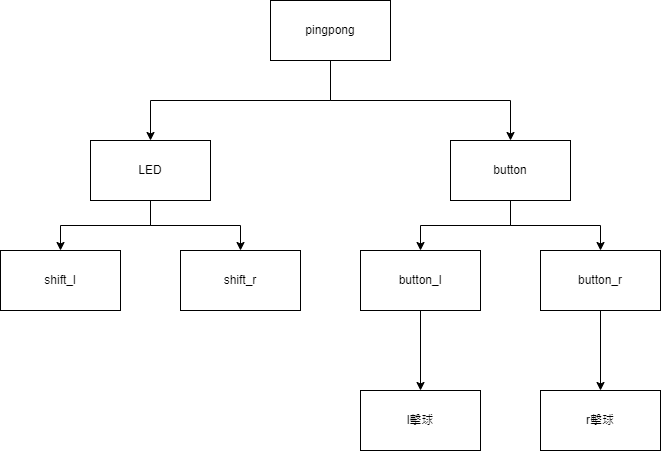 pingpong
LED
button
shift_l
shift_r
button_l
button_r
l擊球
r擊球